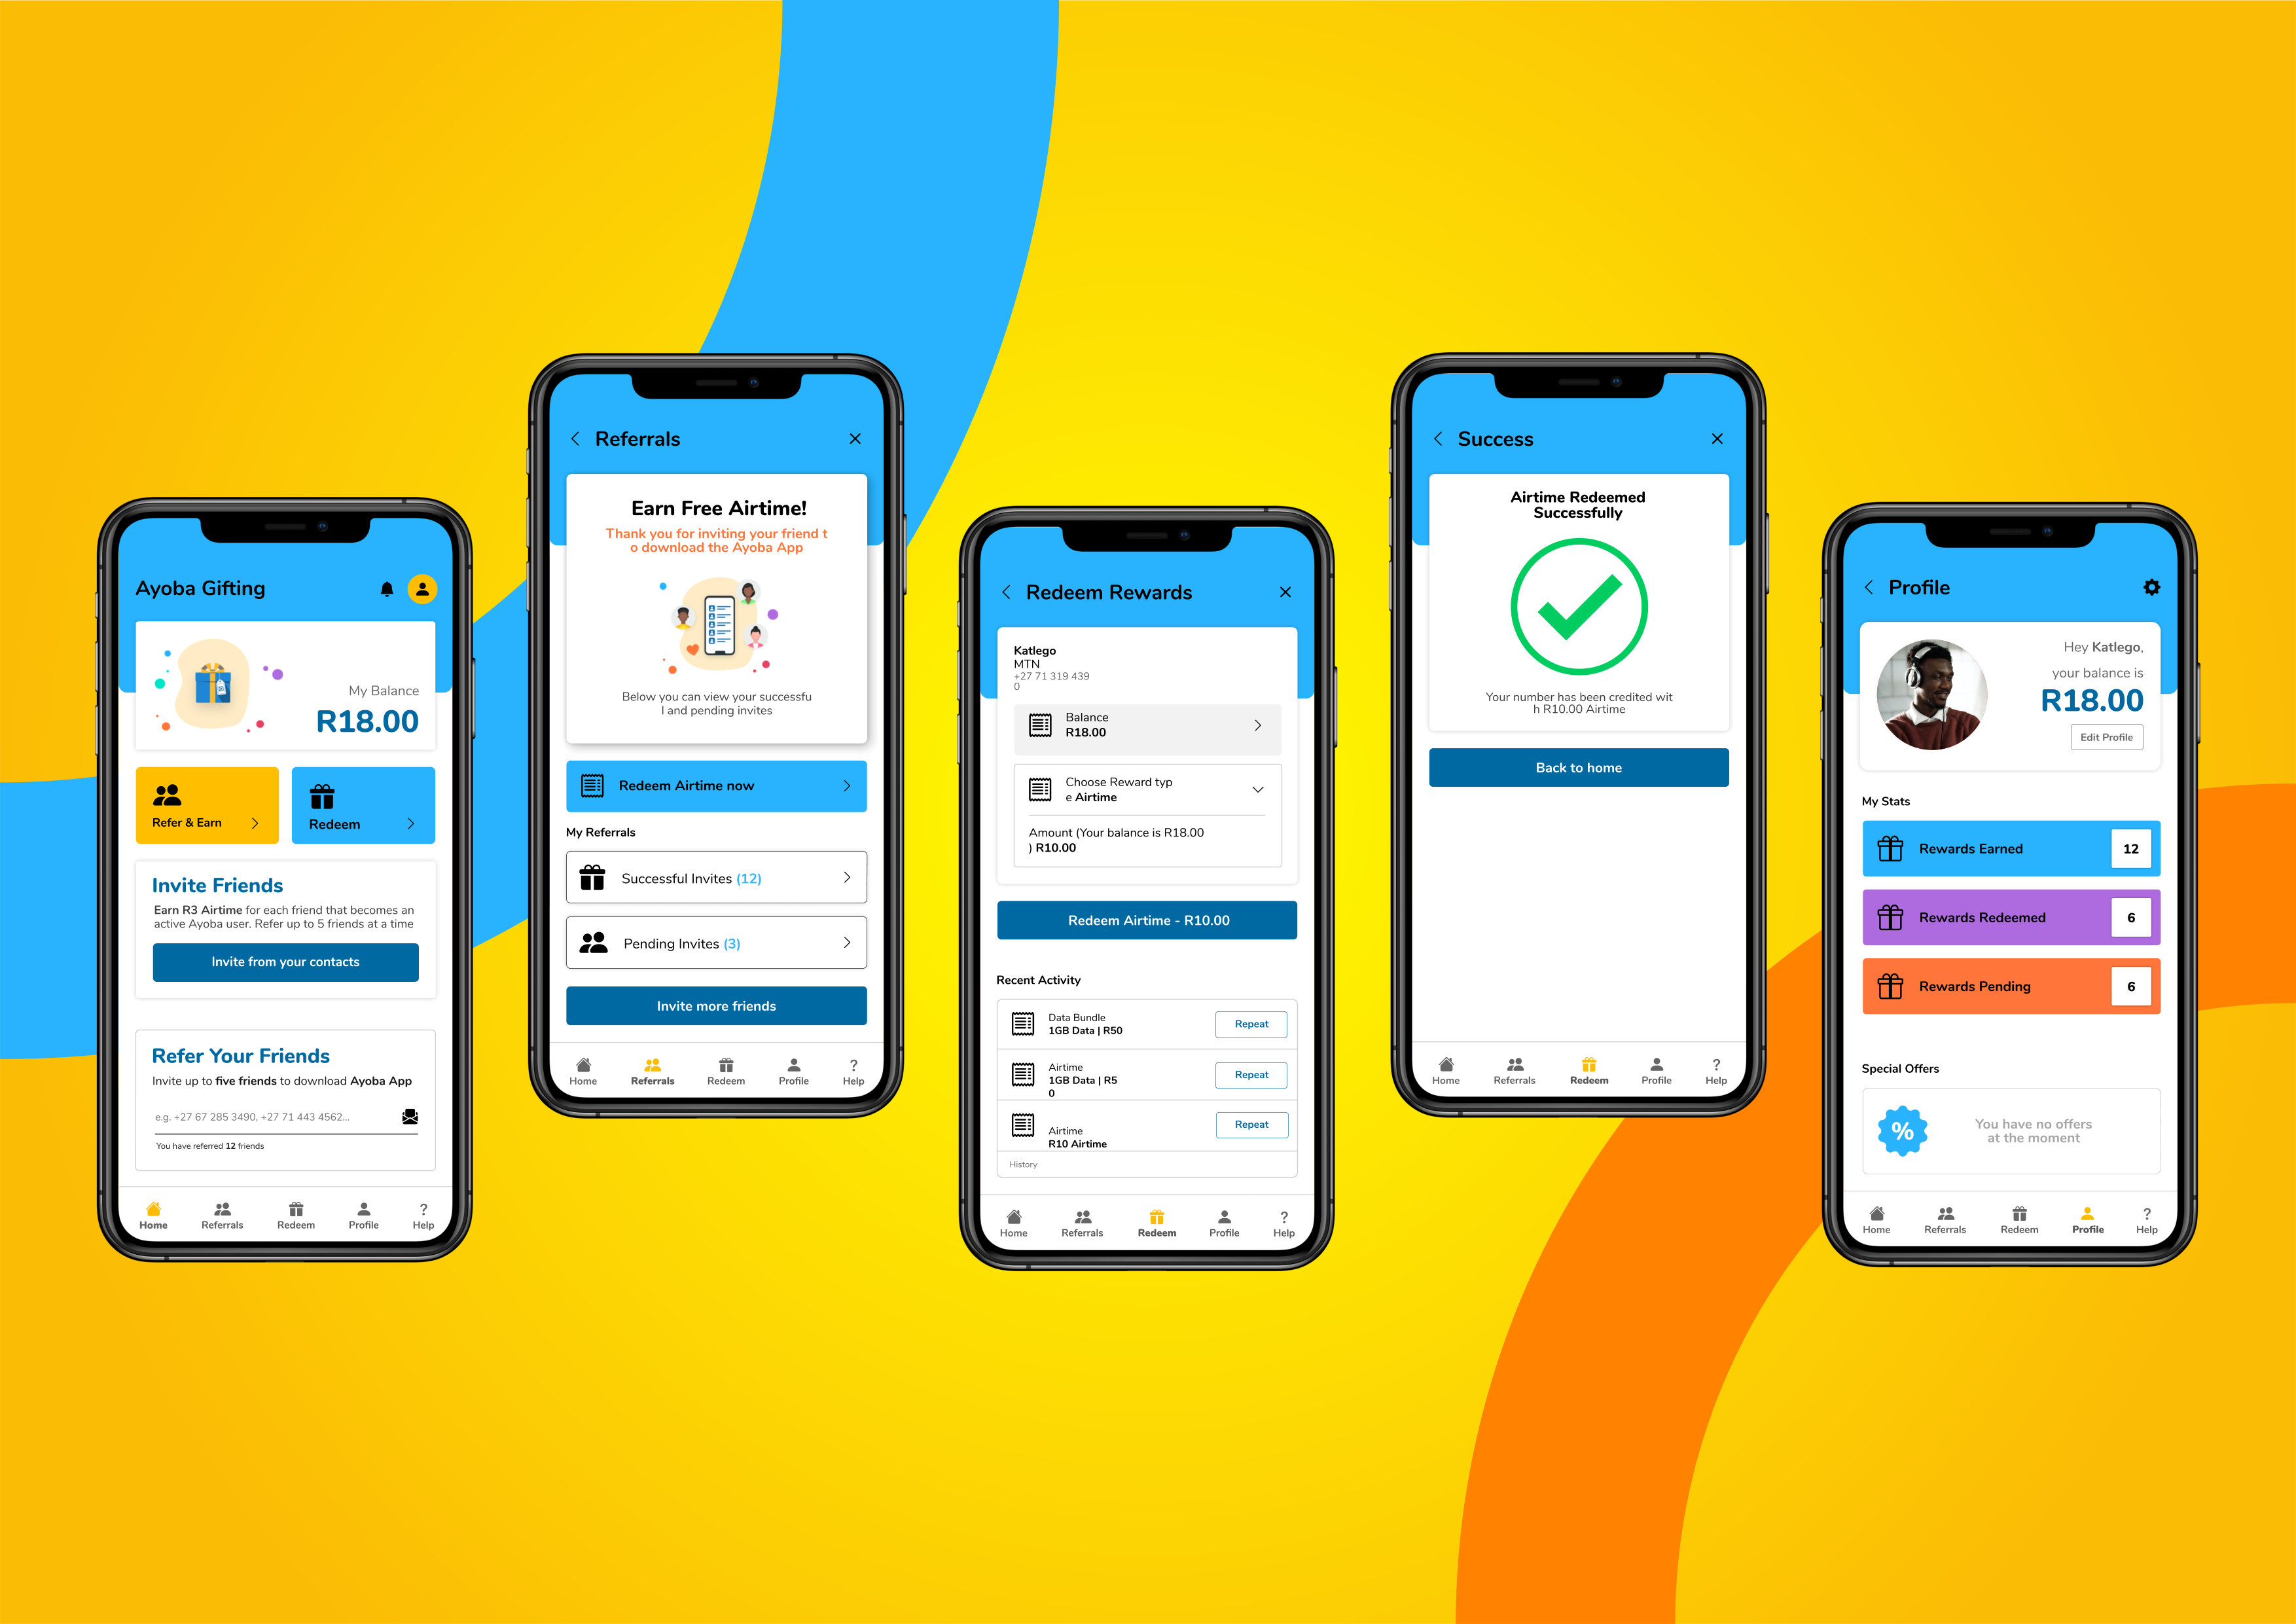 Ayoba Gifting
My Balance
R18.00
Refer & Earn
Redeem
Invite Friends
Earn R3 Airtime for each friend that becomes an
active Ayoba user. Refer up to 5 friends at a time
Invite from your contacts
Refer Your Friends
Invite up to five friends to download Ayoba App
e.g. +27 67 285 3490, +27 71 443 4562...
You have referred 12 friends
Home Referrals Redeem Profile ? Help
Referrals
Earn Free Airtime!
Thank you for inviting your friend t
o download the Ayoba App
Below you can view your successfu
l and pending invites
Redeem Airtime now
My Referrals
Successful Invites (12)
Pending Invites (3)
Invite more friends
Home Referrals Redeem Profile ? Help
Redeem Rewards
Katlego
MTN
+27 71 319 439
0
Balance
R18.00
Choose Reward typ
e Airtime
Amount (Your balance is R18.00
) R10.00
Redeem Airtime - R10.00
Recent Activity
Data Bundle
1GB Data | R50
Repeat
Airtime
1GB Data | R5
0
Repeat
Airtime
R10 Airtime
Repeat
History
Home Referrals Redeem Profile ? Help
Success
Airtime Redeemed
Successfully
Your number has been credited wit
h R10.00 Airtime
Back to home
Home Referrals Redeem Profile ? Help
Profile
Hey Katlego,
your balance is
R18.00
Edit Profile
My Stats
Rewards Earned 12
Rewards Redeemed 6
Rewards Pending 6
Special Offers
%
You have no offers
at the moment
Home Referrals Redeem Profile ? Help